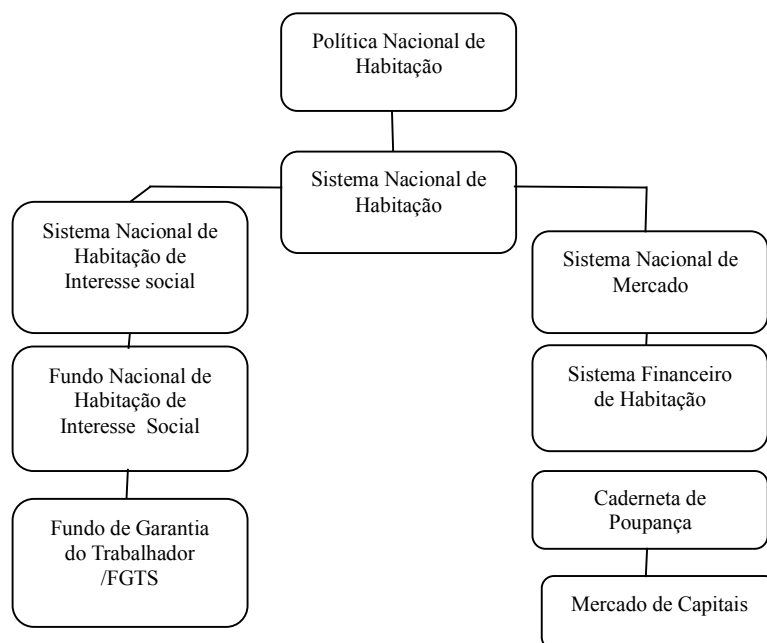 Política Nacional de
Habitação
Sistema Nacional de
Habitação
Sistema Nacional de
Habitação de
Interesse social
Sistema Nacional de
Mercado
Fundo Nacional de
Habitação de
Interesse Social
Sistema Financeiro
de Habitação
Fundo de Garantia
do Trabalhador
/FGTS
Caderneta de
Poupança
Mercado de Capitais